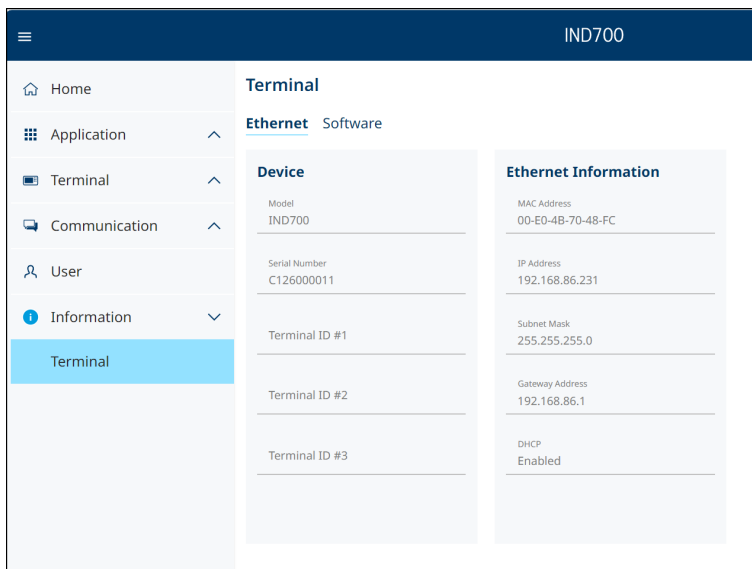 IND700
Home
Application
Terminal
Communication
User
Information
Terminal
Terminal
Ethernet Software
Device
Model
IND700
Serial Number
C126000011
Terminal ID #1
Terminal ID #2
Terminal ID #3
Ethernet Information
MAC Address
00-E0-4B-70-48-FC
IP Address
192.168.86.231
Subnet Mask
255.255.255.0
Gateway Address
192.168.86.1
DHCP
Enabled